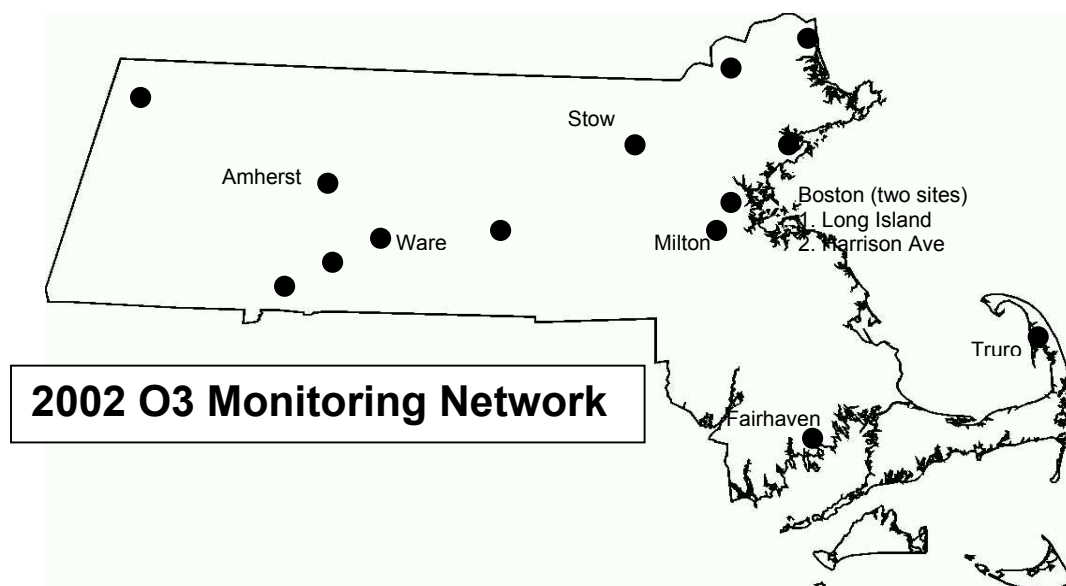 Stow
Amherst
Boston (two sites)
1. Long Island
Ware
Milton
2. Harrison Ave
Truro
2002 O3 Monitoring Network
Fairhaven